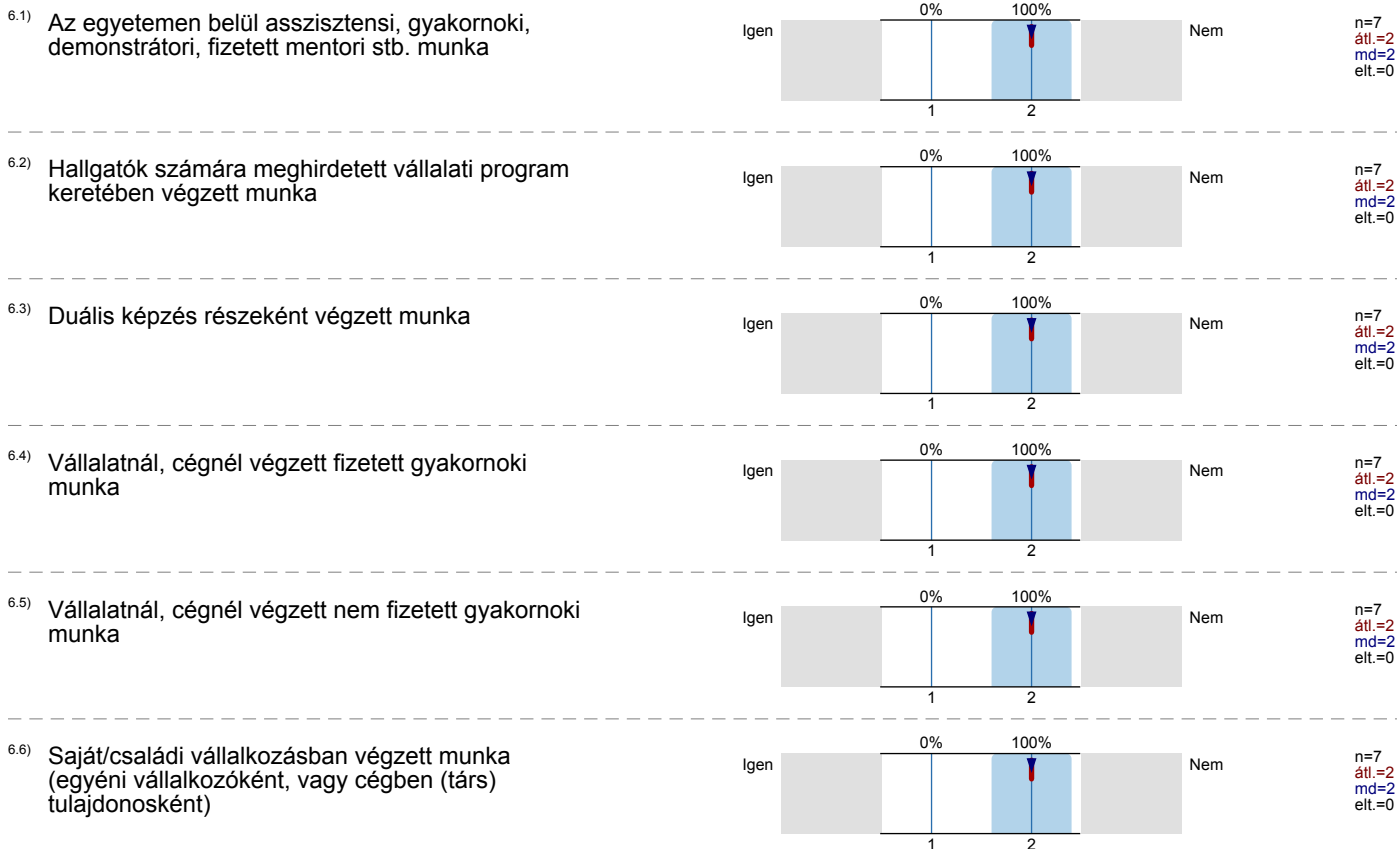 6.1) Az egyetemen belül asszisztensi, gyakornoki,
demonstrátori, fizetett mentori stb. munka
0% 100%
Igen Nem
1 2
n=7
átl.=2
md=2
elt.=0
6.2) Hallgatók számára meghirdetett vállalati program
keretében végzett munka
0% 100%
Igen Nem
1 2
n=7
átl.=2
md=2
elt.=0
6.3) Duális képzés részeként végzett munka
0% 100%
Igen Nem
1 2
n=7
átl.=2
md=2
elt.=0
6.4) Vállalatnál, cégnél végzett fizetett gyakornoki
munka
0% 100%
Igen Nem
1 2
n=7
átl.=2
md=2
elt.=0
6.5) Vállalatnál, cégnél végzett nem fizetett gyakornoki
munka
0% 100%
Igen Nem
1 2
n=7
átl.=2
md=2
elt.=0
6.6) Saját/családi vállalkozásban végzett munka
(egyéni vállalkozóként, vagy cégben (társ)
tulajdonosként)
0% 100%
Igen Nem
1 2
n=7
átl.=2
md=2
elt.=0